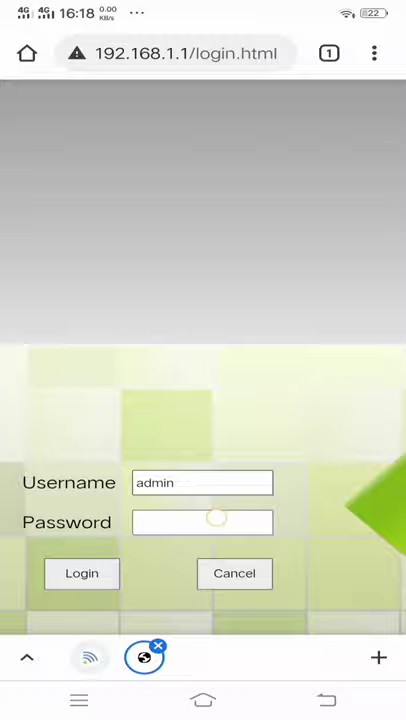 4G 4G 16:18 0.00 KB/s ... 22
192.168.1.1/login.html 1
Username admin
Password
Login Cancel